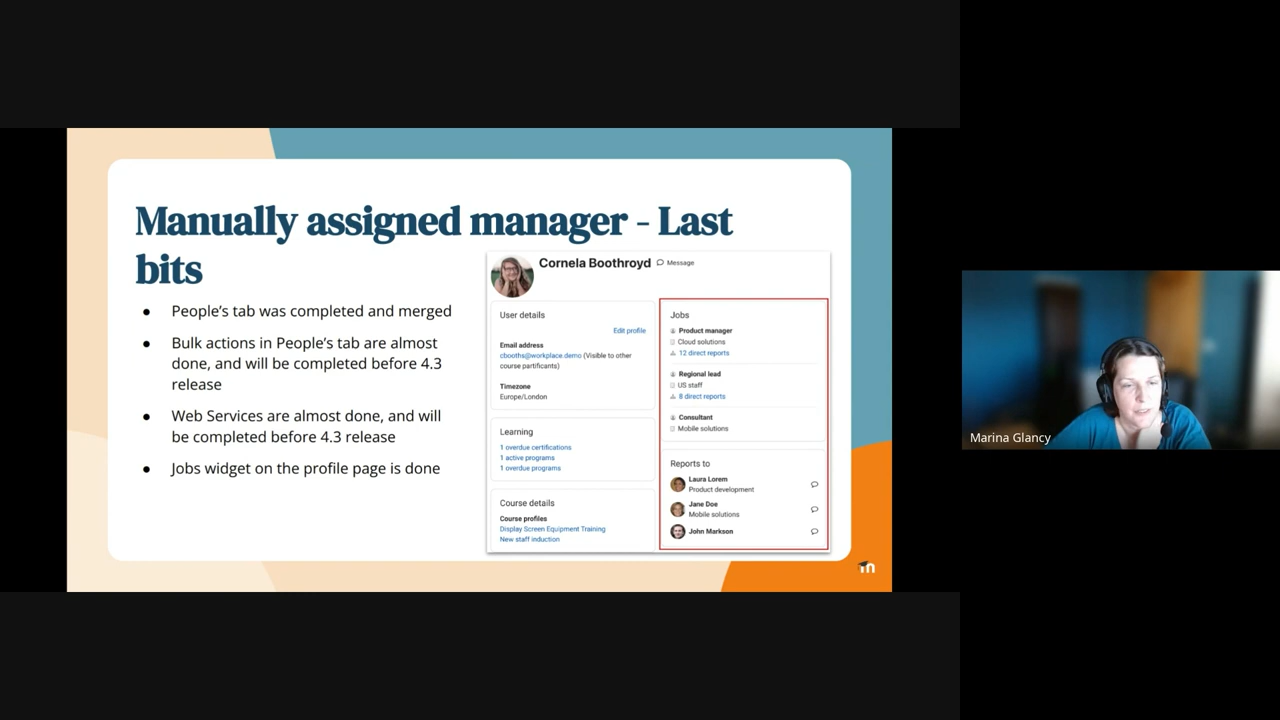 Manually assigned manager - Last
bits
● People's tab was completed and merged
● Bulk actions in People's tab are almost
done, and will be completed before 4.3
release
● Web Services are almost done, and will
be completed before 4.3 release
● Jobs widget on the profile page is done
Cornela Boothroyd Message
User details
Edit profile
Email address
cbooths@workplace.demo (Visible to other
course partificants)
Timezone
Europe/London
Learning
1 overdue certifications
1 active programs
1 overdue programs
Course details
Course profiles
Display Screen Equipment Training
New staff induction
Jobs
Product manager
Cloud solutions
12 direct reports
Regional lead
US staff
8 direct reports
Consultant
Mobile solutions
Reports to
Laura Lorem
Product development
Jane Doe
Mobile solutions
John Markson
m
Marina Glancy